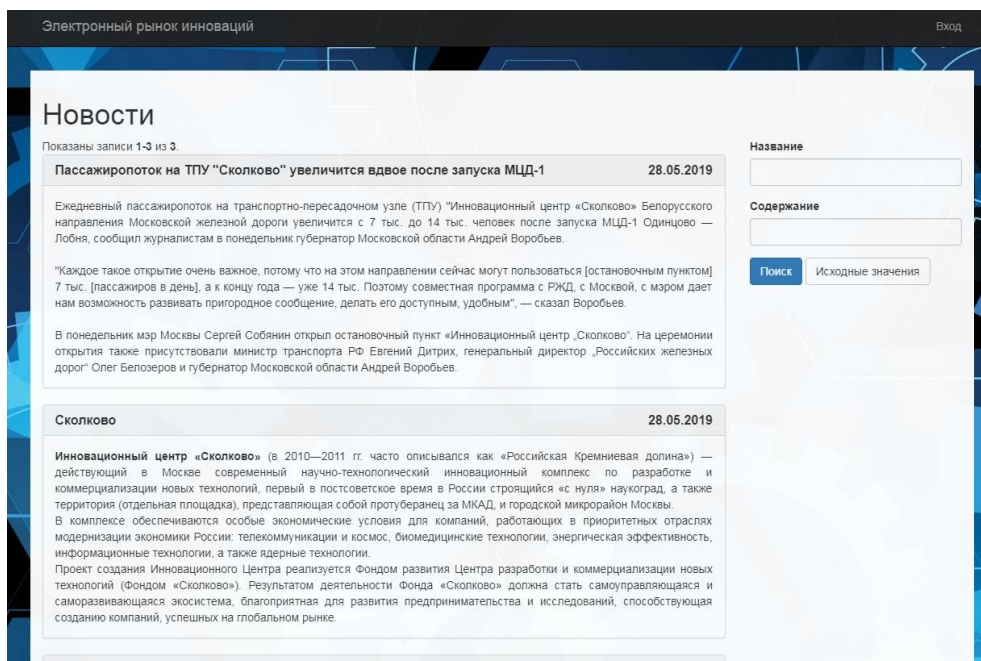 Электронный рынок инноваций
Вход
Новости
Показаны записи 1-3 из 3.
Пассажиропоток на ТПУ "Сколково" увеличится вдвое после запуска МЦД-1
28.05.2019
Ежедневный пассажиропоток на транспортно-пересадочном узле (ТПУ) "Инновационный центр «Сколково» Белорусского
направления Московской железной дороги увеличится с 7 тыс. до 14 тыс. человек после запуска МЦД-1 Одинцово —
Лобня, сообщил журналистам в понедельник губернатор Московской области Андрей Воробьев.
"Каждое такое открытие очень важное, потому что на этом направлении сейчас могут пользоваться [остановочным пунктом]
7 тыс. [пассажиров в день], а к концу года — уже 14 тыс. Поэтому совместная программа с РЖД, с Москвой, с мэром дает
нам возможность развивать пригородное сообщение, делать его доступным, удобным", — сказал Воробьев.
В понедельник мэр Москвы Сергей Собянин открыл остановочный пункт «Инновационный центр „Сколково“. На церемонии
открытия также присутствовали министр транспорта РФ Евгений Дитрих, генеральный директор „Российских железных
дорог“ Олег Белозеров и губернатор Московской области Андрей Воробьев.
Сколково
28.05.2019
Инновационный центр «Сколково» (в 2010—2011 гг. часто описывался как «Российская Кремниевая долина») —
действующий в Москве современный научно-технологический инновационный комплекс по разработке и
коммерциализации новых технологий, первый в постсоветское время в России строящийся «с нуля» наукоград, а также
территория (отдельная площадка), представляющая собой протуберанец за МКАД, и городской микрорайон Москвы.
В комплексе обеспечиваются особые экономические условия для компаний, работающих в приоритетных отраслях
модернизации экономики России: телекоммуникации и космос, биомедицинские технологии, энергическая эффективность,
информационные технологии, а также ядерные технологии.
Проект создания Инновационного Центра реализуется Фондом развития Центра разработки и коммерциализации новых
технологий (Фондом «Сколково»). Результатом деятельности Фонда «Сколково» должна стать самоуправляющаяся и
саморазвивающаяся экосистема, благоприятная для развития предпринимательства и исследований, способствующая
созданию компаний, успешных на глобальном рынке.
Название
Содержание
Поиск
Исходные значения